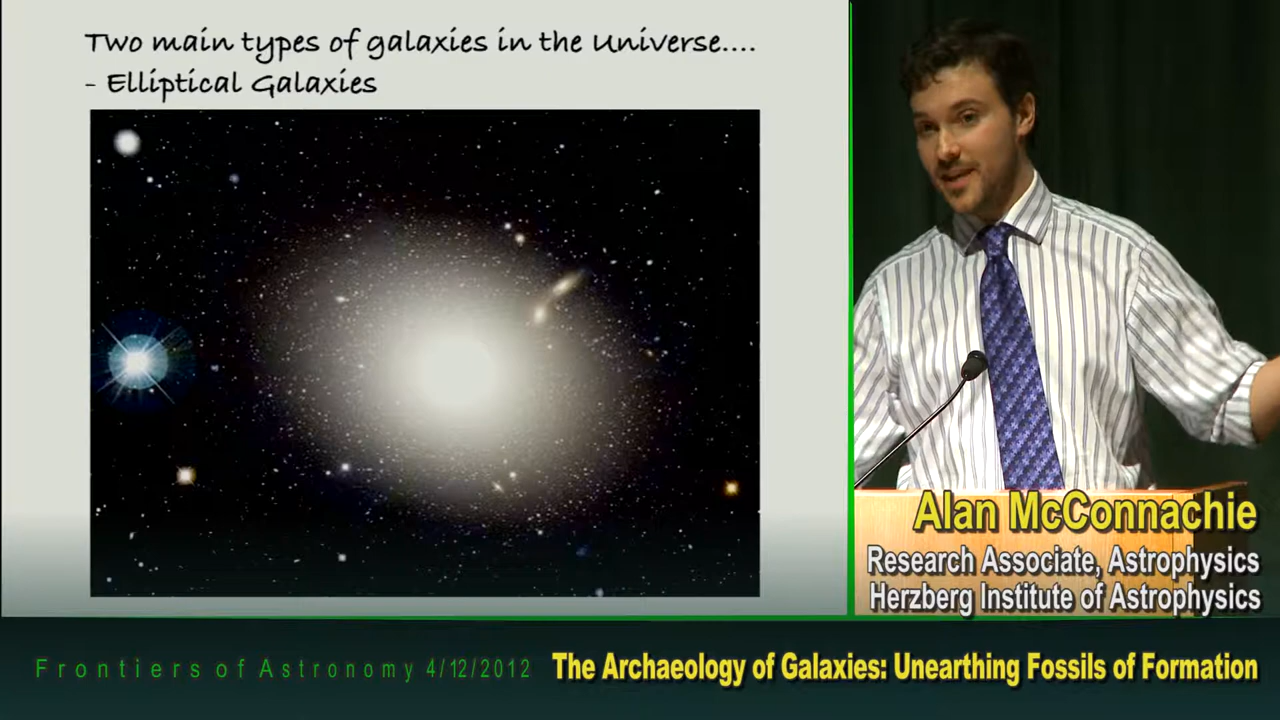 Two main types of galaxies in the Universe....
- Elliptical Galaxies
Alan McConnachie
Research Associate, Astrophysics
Herzberg Institute of Astrophysics
Frontiers of Astronomy 4/12/2012
The Archaeology of Galaxies: Unearthing Fossils of Formation